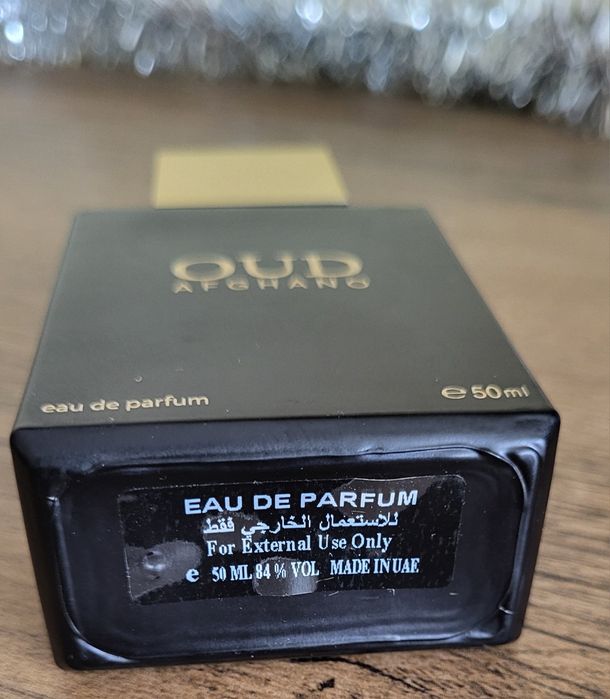 OUD
AFGHANO
eau de parfum
℮ 50ml
EAU DE PARFUM
للاستعمال الخارجي فقط
For External Use Only
℮ 50 ML 84 % VOL MADE IN UAE